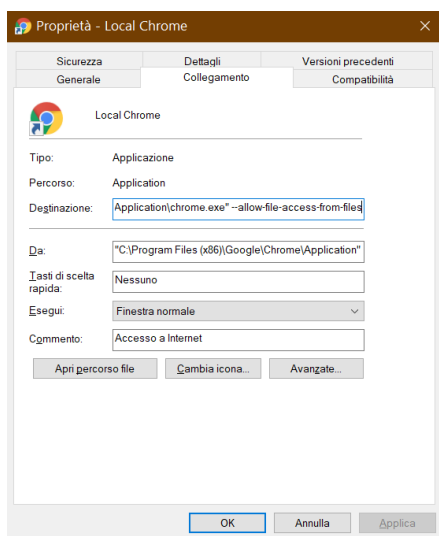 Proprietà - Local Chrome
Sicurezza Dettagli Versioni precedenti
Generale Collegamento Compatibilità
Local Chrome
Tipo: Applicazione
Percorso: Application
Destinazione: Application\chrome.exe" --allow-file-access-from-files
Da: "C:\Program Files (x86)\Google\Chrome\Application"
Tasti di scelta
rapida: Nessuno
Esegui: Finestra normale
Commento: Accesso a Internet
Apri percorso file Cambia icona... Avanzate...
OK Annulla Applica